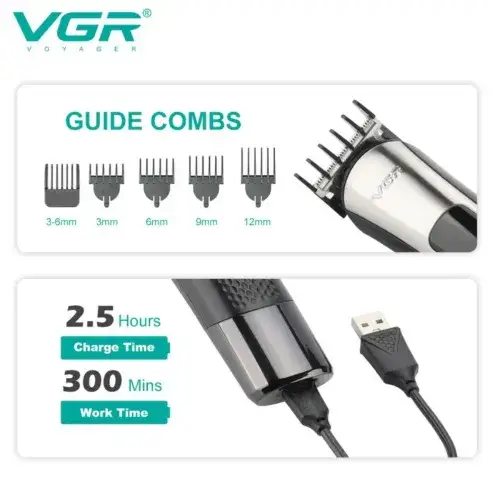 VGR
VOYAGER
GUIDE COMBS
3-6mm 3mm 6mm 9mm 12mm
VGR
2.5 Hours
Charge Time
300 Mins
Work Time